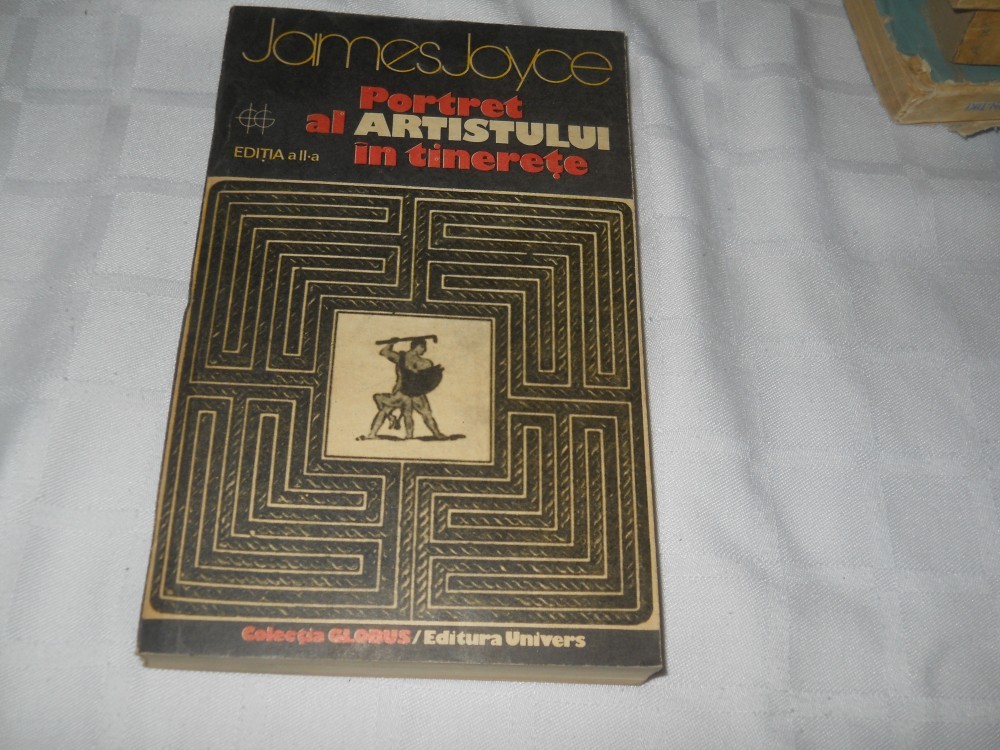 James Joyce
Portret
al ARTISTULUI
EDIȚIA a II-a
în tinerețe
Colecția GLOBUS/Editura Univers